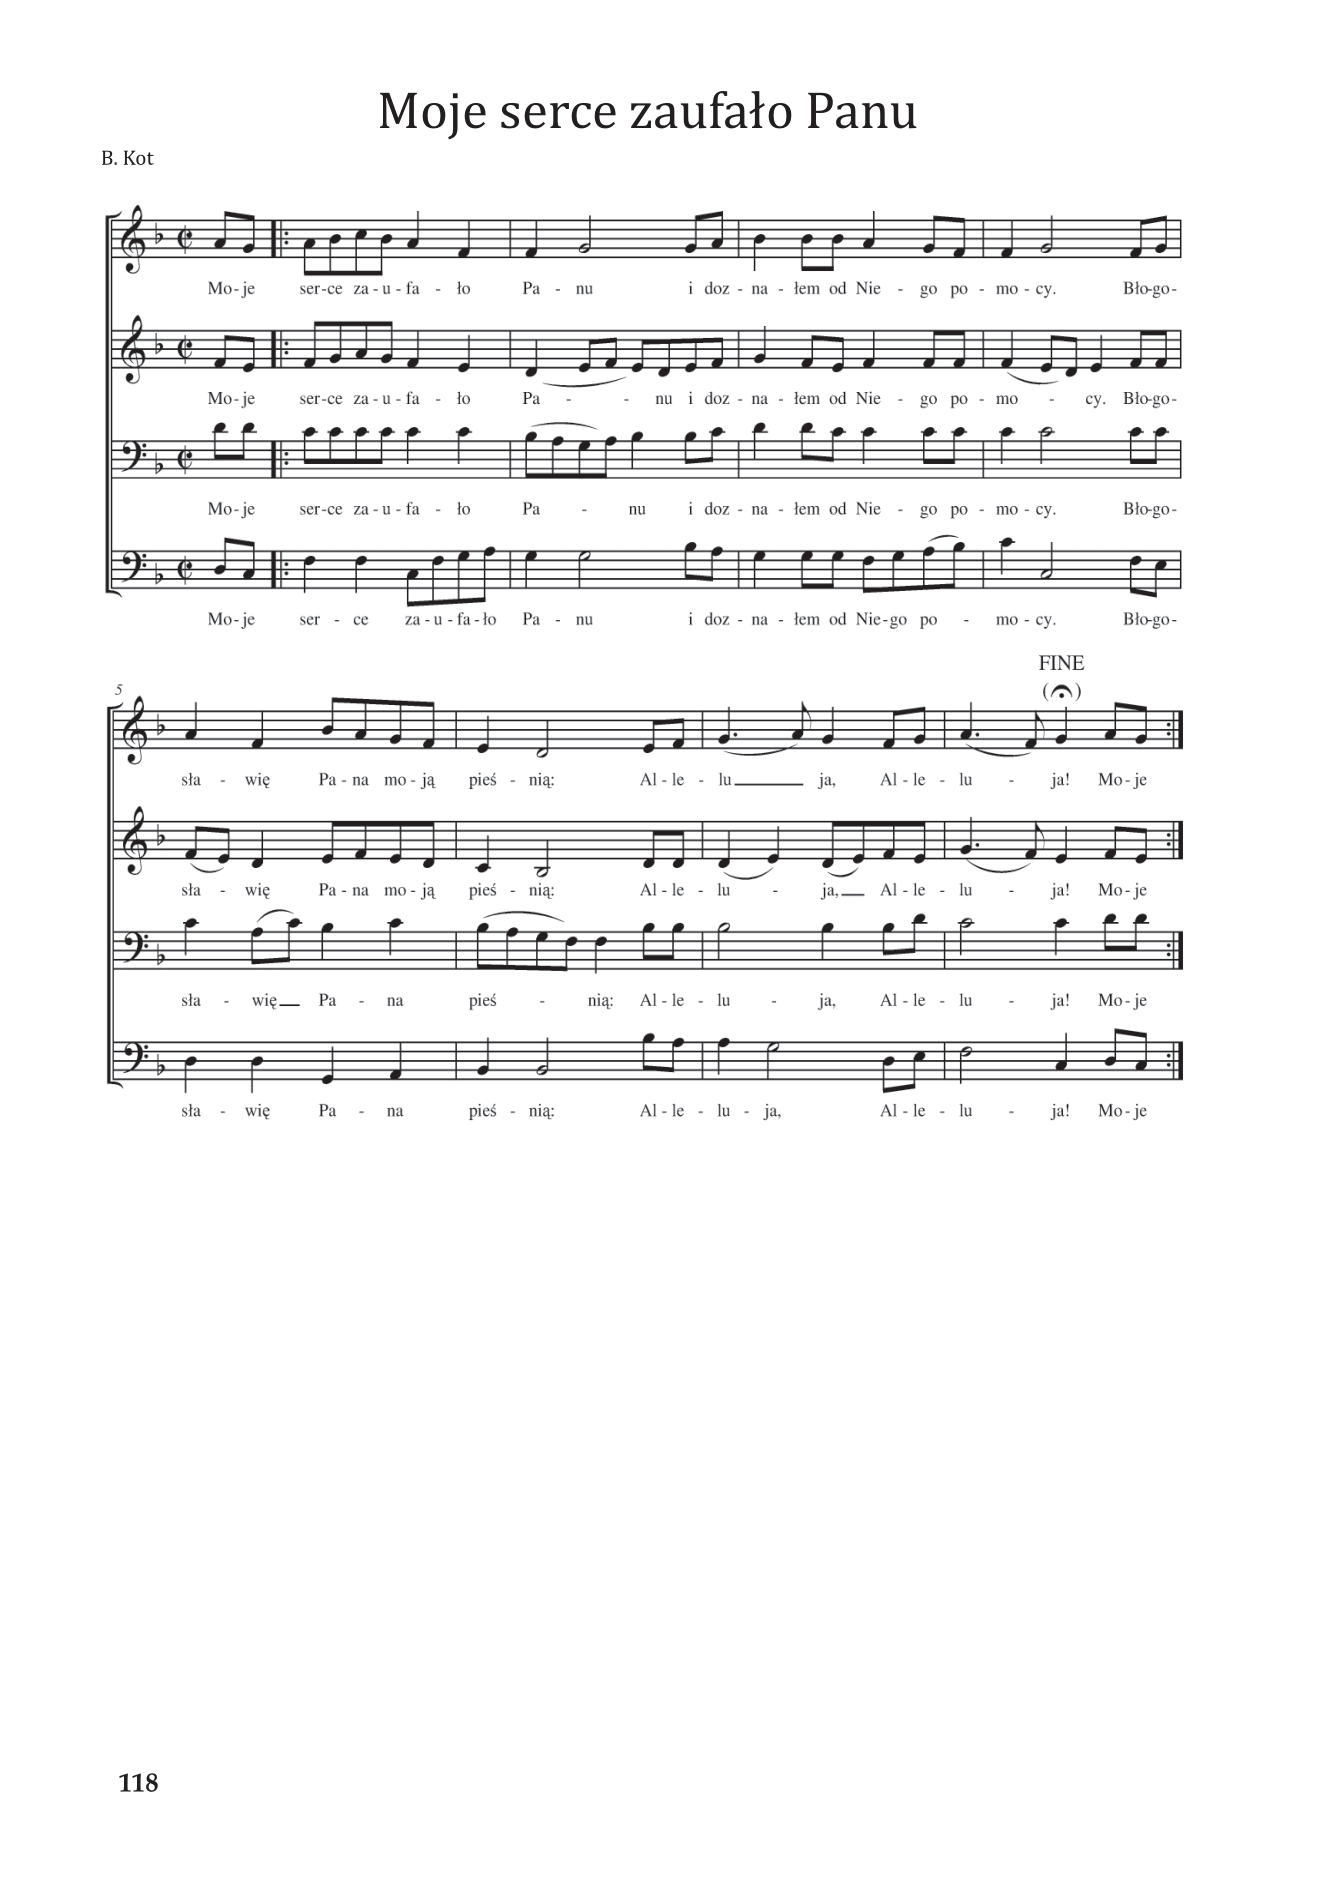 Moje serce zaufało Panu
B. Kot
Mo - je ser - ce za - u - fa - ło Pa - nu i doz - na - łem od Nie - go po - mo - cy. Bło - go -
Mo - je ser - ce za - u - fa - ło Pa - - nu i doz - na - łem od Nie - go po - mo - cy. Bło - go -
Mo - je ser - ce za - u - fa - ło Pa - nu i doz - na - łem od Nie - go po - mo - cy. Bło - go -
Mo - je ser - ce za - u - fa - ło Pa - nu i doz - na - łem od Nie - go po - mo - cy. Bło - go -
FINE
5
sła - wię Pa - na mo - ją pieś - nią: Al - le - lu ja, Al - le - lu - ja! Mo - je
sła - wię Pa - na mo - ją pieś - nią: Al - le - lu - ja, Al - le - lu - ja! Mo - je
sła - wię Pa - na pieś - nią: Al - le - lu - ja, Al - le - lu - ja! Mo - je
sła - wię Pa - na pieś - nią: Al - le - lu - ja, Al - le - lu - ja! Mo - je
118